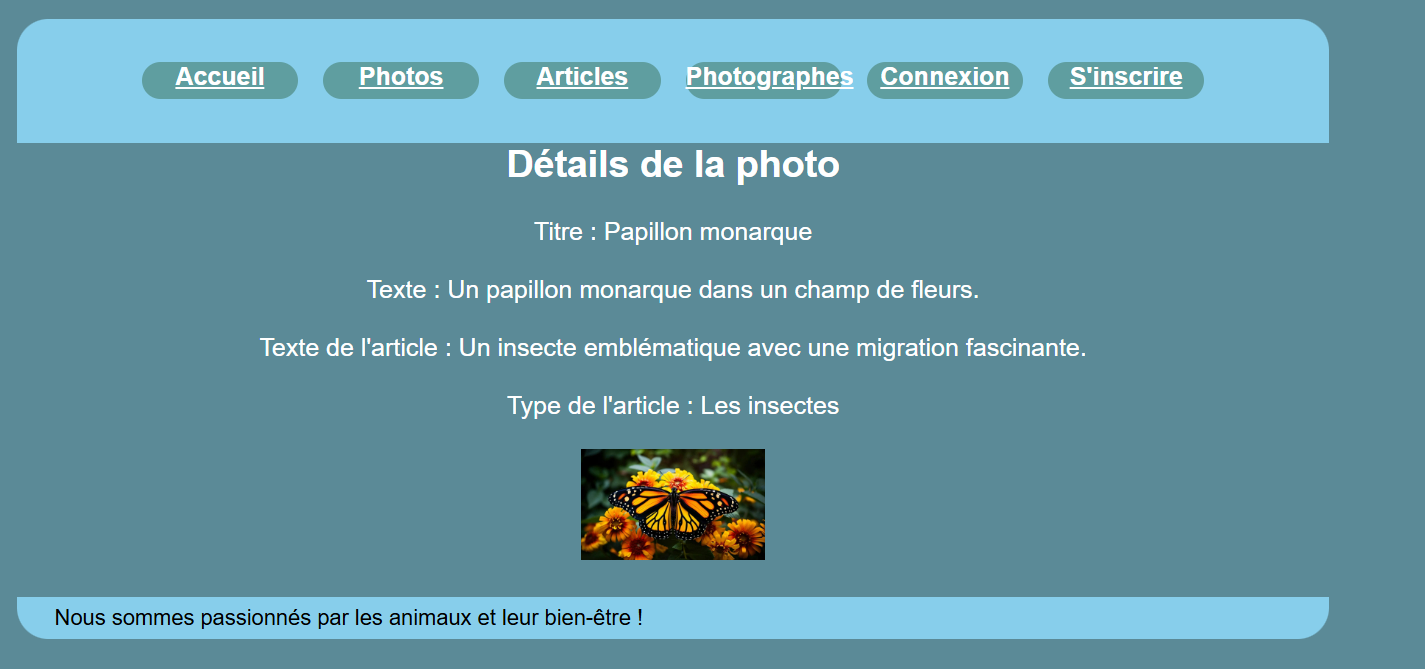 Accueil Photos Articles Photographes Connexion S'inscrire
Détails de la photo
Titre : Papillon monarque
Texte : Un papillon monarque dans un champ de fleurs.
Texte de l'article : Un insecte emblématique avec une migration fascinante.
Type de l'article : Les insectes
Nous sommes passionnés par les animaux et leur bien-être !